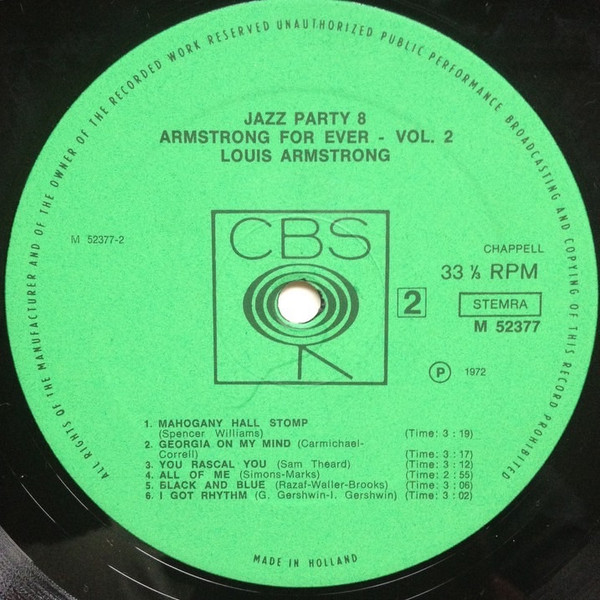 ALL RIGHTS OF THE MANUFACTURER AND OF THE OWNER OF THE RECORDED WORK RESERVED UNAUTHORIZED PUBLIC PERFORMANCE BROADCASTING AND COPYING OF THIS RECORD PROHIBITED
JAZZ PARTY 8
ARMSTRONG FOR EVER - VOL. 2
LOUIS ARMSTRONG
CBS
M 52377-2
CHAPPELL
33 ⅓ RPM
2
STEMRA
M 52377
Ⓟ 1972
1. MAHOGANY HALL STOMP
(Spencer Williams) (Time: 3 : 19)
2. GEORGIA ON MY MIND (Carmichael-
Correll) (Time: 3 : 17)
3. YOU RASCAL YOU (Sam Theard) (Time: 3 : 12)
4. ALL OF ME (Simons-Marks) (Time: 2 : 55)
5. BLACK AND BLUE (Razaf-Waller-Brooks) (Time: 3 : 06)
6. I GOT RHYTHM (G. Gershwin-I. Gershwin) (Time: 3 : 02)
MADE IN HOLLAND